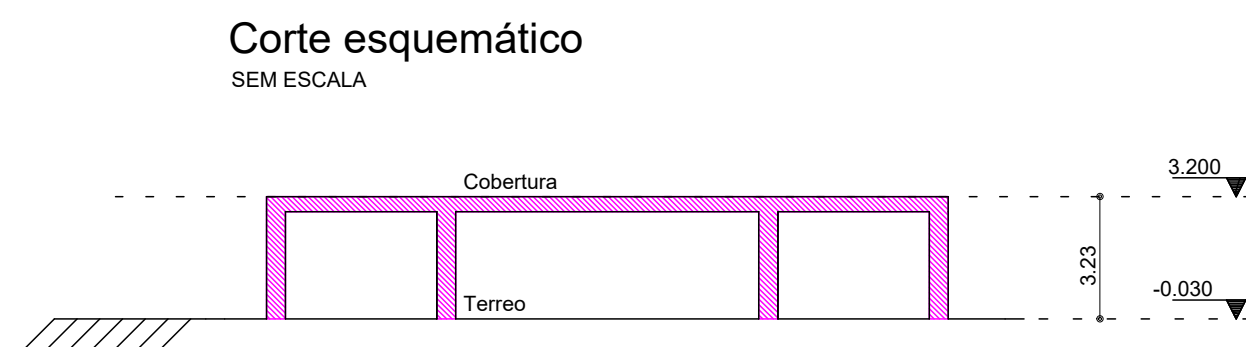 Corte esquemático
SEM ESCALA
3.200
Cobertura
3.23
-0.030
Terreo